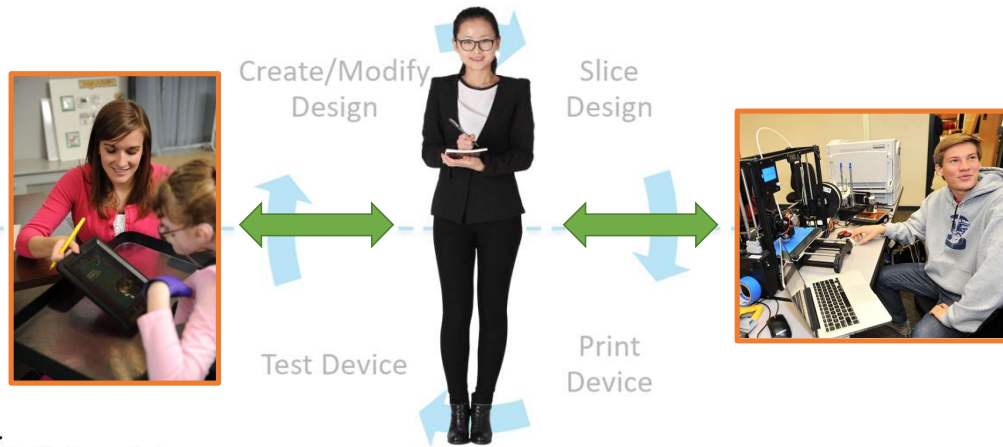 Create/Modify
Design
Slice
Design
Test Device
Print
Device